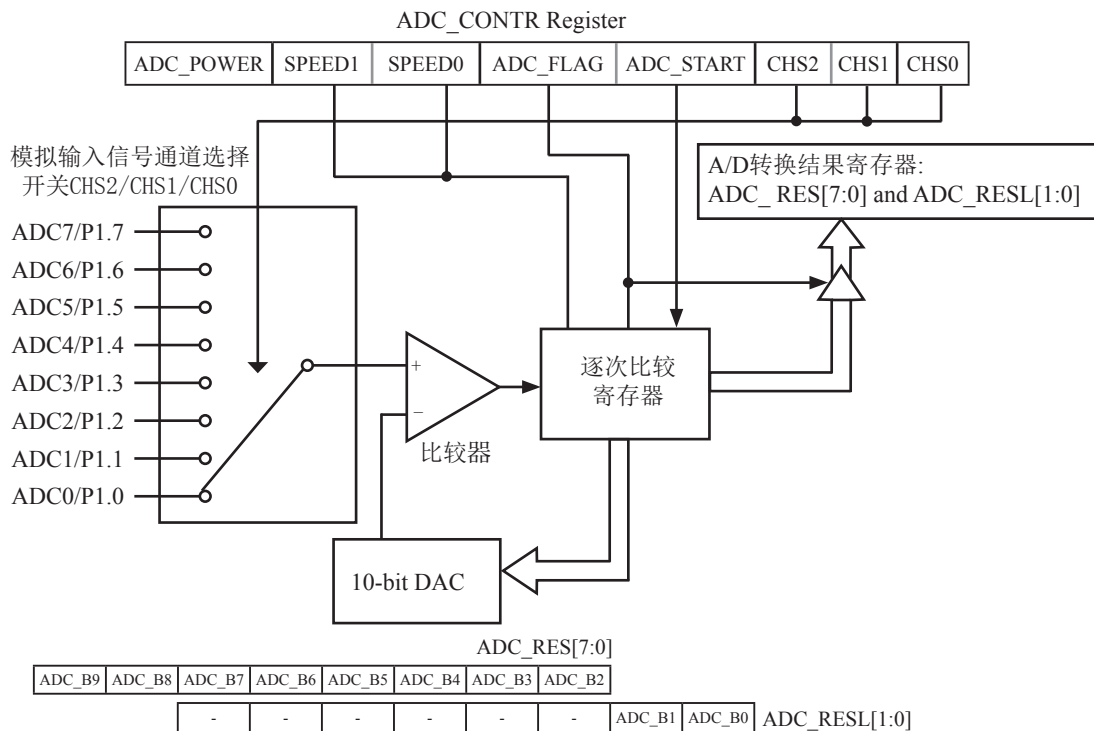 ADC_CONTR Register
ADC_POWER SPEED1 SPEED0 ADC_FLAG ADC_START CHS2 CHS1 CHS0
模拟输入信号通道选择
开关CHS2/CHS1/CHS0
A/D转换结果寄存器:
ADC_ RES[7:0] and ADC_RESL[1:0]
ADC7/P1.7
ADC6/P1.6
ADC5/P1.5
ADC4/P1.4
ADC3/P1.3
ADC2/P1.2
ADC1/P1.1
ADC0/P1.0
+
−
比较器
逐次比较
寄存器
10-bit DAC
ADC_RES[7:0]
ADC_B9 ADC_B8 ADC_B7 ADC_B6 ADC_B5 ADC_B4 ADC_B3 ADC_B2
- - - - - - ADC_B1 ADC_B0 ADC_RESL[1:0]